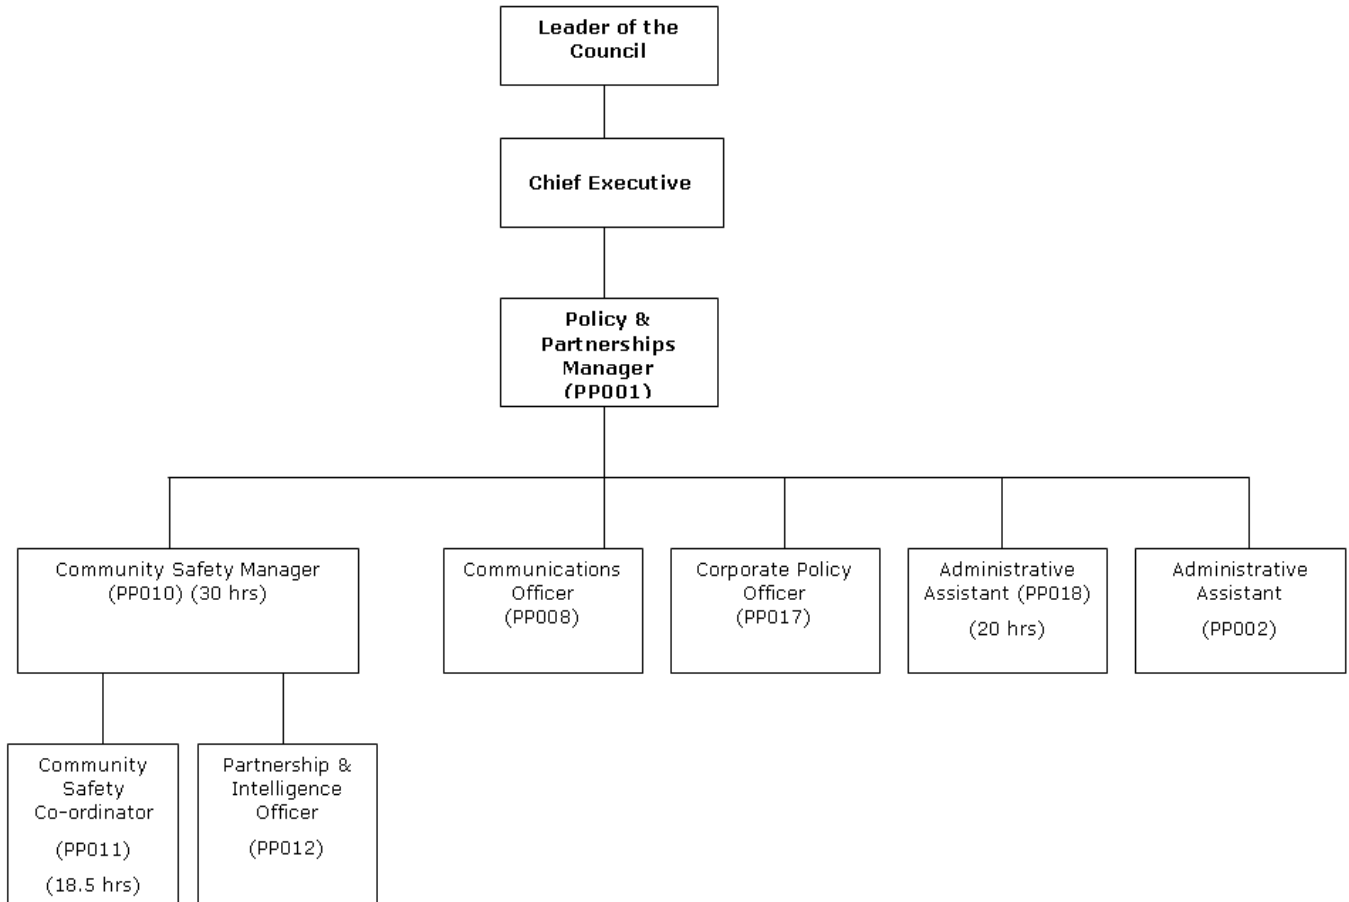 Leader of the
Council
Chief Executive
Policy &
Partnerships
Manager
(PP001)
Community Safety Manager
(PP010) (30 hrs)
Communications
Officer
(PP008)
Corporate Policy
Officer
(PP017)
Administrative
Assistant (PP018)
(20 hrs)
Administrative
Assistant
(PP002)
Community
Safety
Co-ordinator
(PP011)
(18.5 hrs)
Partnership &
Intelligence
Officer
(PP012)